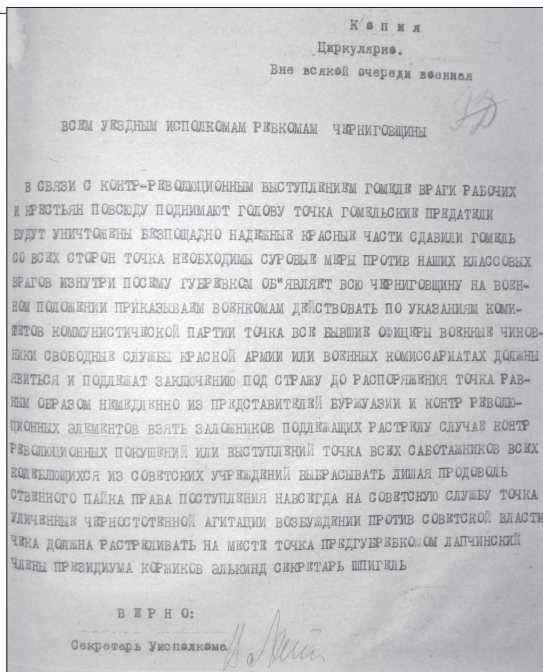 Копия
Циркулярно.
Вне всякой очереди военная
ВСЕМ УЕЗДНЫМ ИСПОЛКОМАМ РЕВКОМАМ ЧЕРНИГОВЩИНЫ
В СВЯЗИ С КОНТР-РЕВОЛЮЦИОННЫМ ВЫСТУПЛЕНИЕМ ГОМЕЛЕ ВРАГИ РАБОЧИХ
И КРЕСТЬЯН ПОВСЮДУ ПОДНИМАЮТ ГОЛОВУ ТОЧКА ГОМЕЛЬСКИЕ ПРЕДАТЕЛИ
БУДУТ УНИЧТОЖЕНЫ БЕЗПОЩАДНО НАДЕЖНЫЕ КРАСНЫЕ ЧАСТИ СДАВИЛИ ГОМЕЛЬ
СО ВСЕХ СТОРОН ТОЧКА НЕОБХОДИМЫ СУРОВЫЕ МЕРЫ ПРОТИВ НАШИХ КЛАССОВЫХ
ВРАГОВ ИЗНУТРИ ПОСЕМУ ГУБРЕВКОМ ОБ"ЯВЛЯЕТ ВСЮ ЧЕРНИГОВЩИНУ НА ВОЕН-
НОМ ПОЛОЖЕНИИ ПРИКАЗЫВАЕМ ВОЕНКОМАМ ДЕЙСТВОВАТЬ ПО УКАЗАНИЯМ КОМИ-
ТЕТОВ КОММУНИСТИЧЕСКОЙ ПАРТИИ ТОЧКА ВСЕ БЫВШИЕ ОФИЦЕРЫ ВОЕННЫЕ ЧИНОВ-
НИКИ СВОБОДНЫЕ СЛУЖБЫ КРАСНОЙ АРМИИ ИЛИ ВОЕННЫХ КОМИССАРИАТАХ ДОЛЖНЫ
ЯВИТЬСЯ И ПОДЛЕЖАТ ЗАКЛЮЧЕНИЮ ПОД СТРАЖУ ДО РАСПОРЯЖЕНИЯ ТОЧКА РАВ-
НЫМ ОБРАЗОМ НЕМЕДЛЕННО ИЗ ПРЕДСТАВИТЕЛЕЙ БУРЖУАЗИИ И КОНТР РЕВОЛЮ-
ЦИОННЫХ ЭЛЕМЕНТОВ ВЗЯТЬ ЗАЛОЖНИКОВ ПОДЛЕЖАЩИХ РАСТРЕЛУ СЛУЧАЕ КОНТР
РЕВОЛЮЦИОННЫХ ПОКУШЕНИЙ ИЛИ ВЫСТУПЛЕНИЙ ТОЧКА ВСЕХ САБОТАЖНИКОВ ВСЕХ
КОЛЕБЛЮЩИХСЯ ИЗ СОВЕТСКИХ УЧРЕЖДЕНИЙ ВЫБРАСЫВАТЬ ЛИШАЯ ПРОДОВОЛЬ
СТВЕННОГО ПАЙКА ПРАВА ПОСТУПЛЕНИЯ НАВСЕГДА НА СОВЕТСКУЮ СЛУЖБУ ТОЧКА
УЛИЧЕННЫЕ ЧЕРНОСТОТЕННОЙ АГИТАЦИИ ВОЗБУЖДЕНИИ ПРОТИВ СОВЕТСКОЙ ВЛАСТИ
ЧЕКА ДОЛЖНА РАСТРЕЛИВАТЬ НА МЕСТЕ ТОЧКА ПРЕДГУБРЕВКОМОМ ЛАПЧИНСКИЙ
ЧЛЕНЫ ПРЕЗИДИУМА КОРЖИКОВ ЭЛЬКИНД СЕКРЕТАРЬ ШПИГЕЛЬ
ВЕРНО:
Секретарь Уисполкома